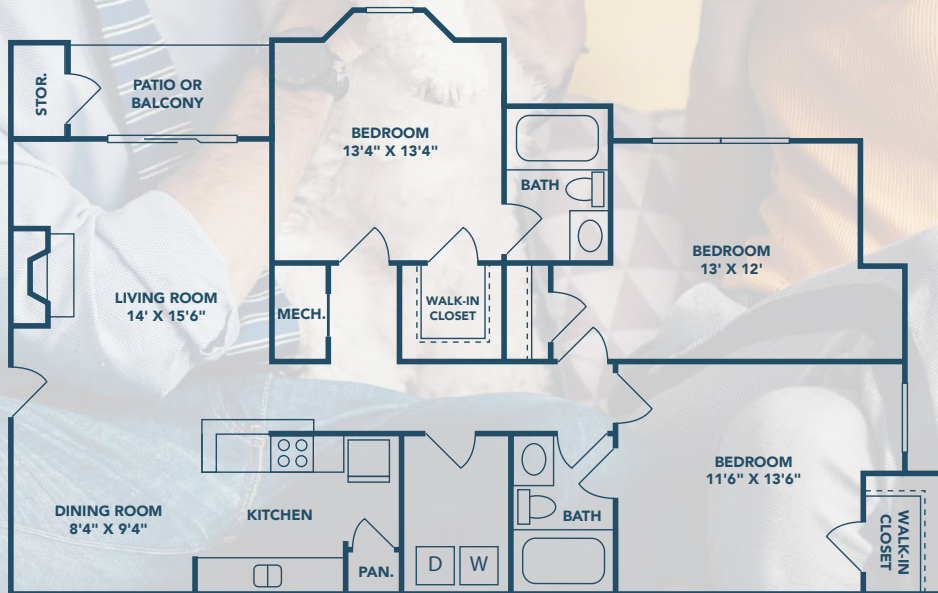 STOR.
PATIO OR
BALCONY
BEDROOM
13'4" X 13'4"
BATH
BEDROOM
13' X 12'
LIVING ROOM
14' X 15'6"
MECH.
WALK-IN
CLOSET
BEDROOM
11'6" X 13'6"
DINING ROOM
8'4" X 9'4"
KITCHEN
PAN.
D
W
BATH
WALK-IN
CLOSET